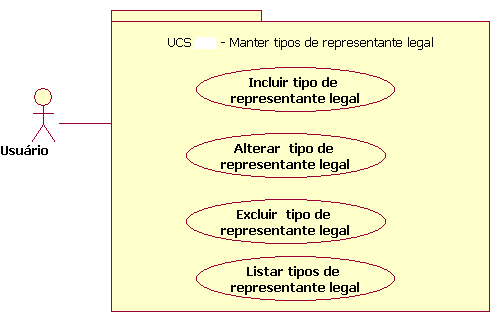 UCS - Manter tipos de representante legal
Incluir tipo de
representante legal
Usuário
Alterar tipo de
representante legal
Excluir tipo de
representante legal
Listar tipos de
representante legal